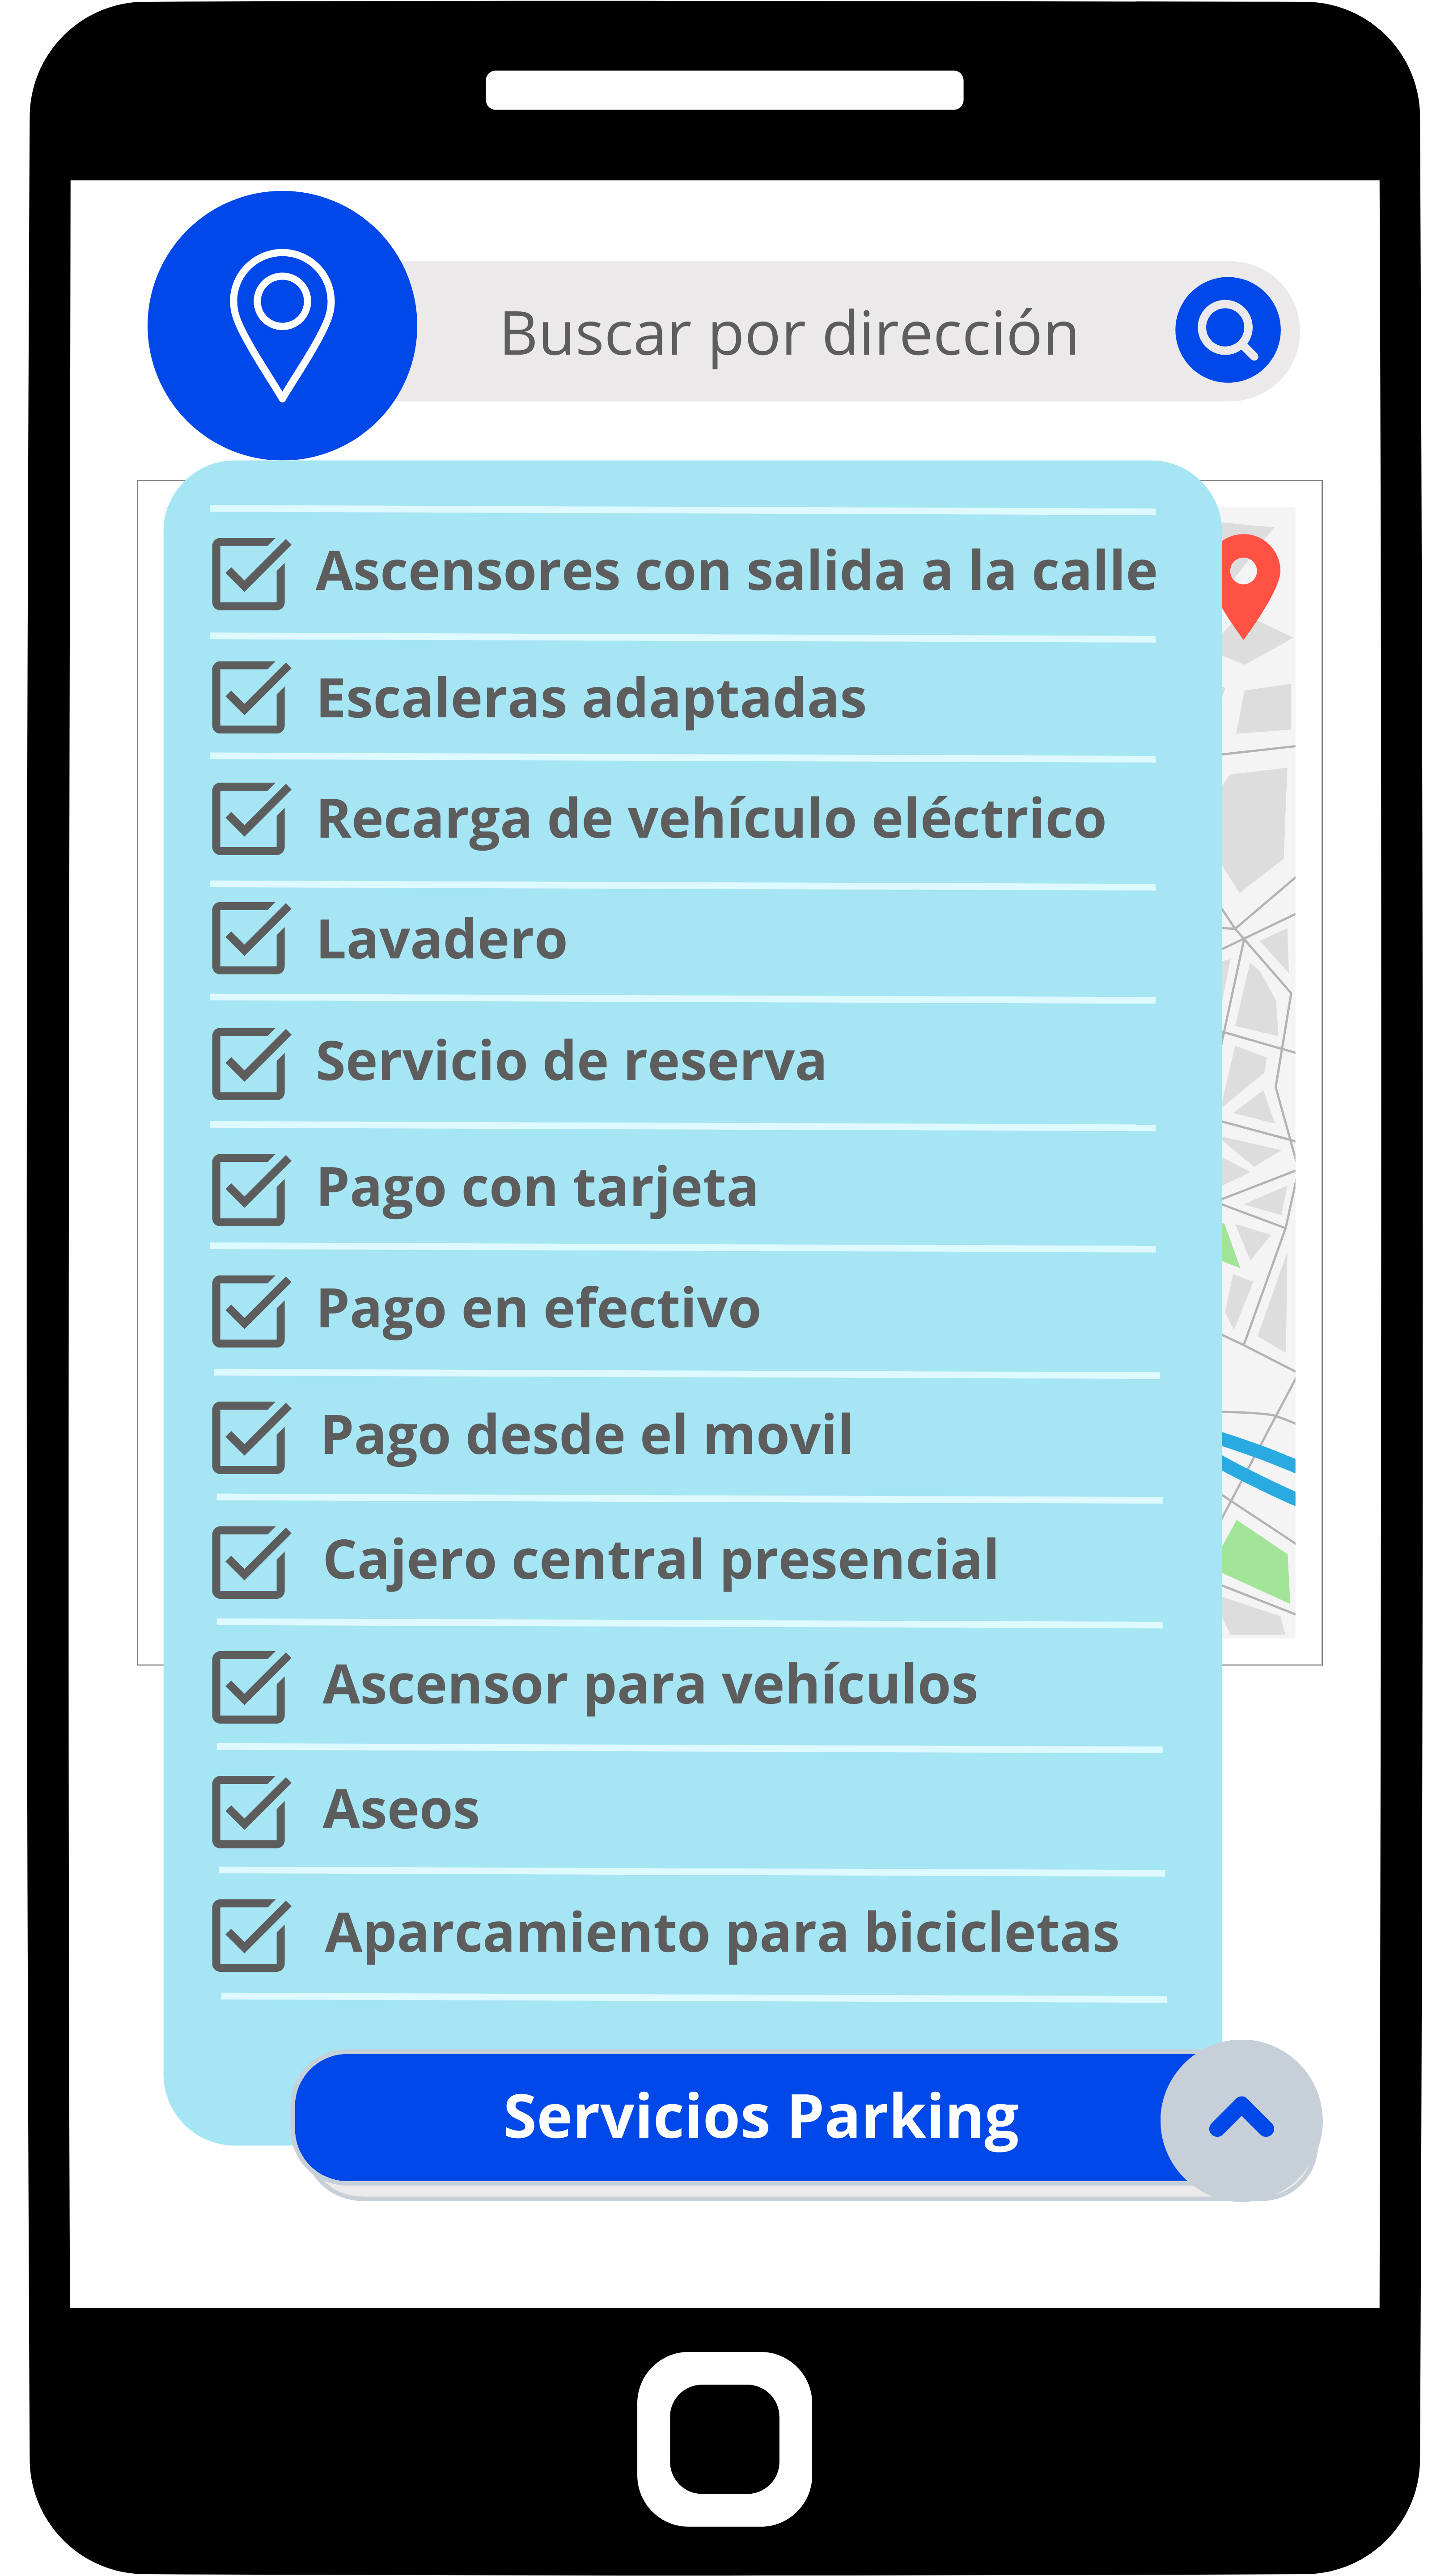 Buscar por dirección
Ascensores con salida a la calle
Escaleras adaptadas
Recarga de vehículo eléctrico
Lavadero
Servicio de reserva
Pago con tarjeta
Pago en efectivo
Pago desde el movil
Cajero central presencial
Ascensor para vehículos
Aseos
Aparcamiento para bicicletas
Servicios Parking